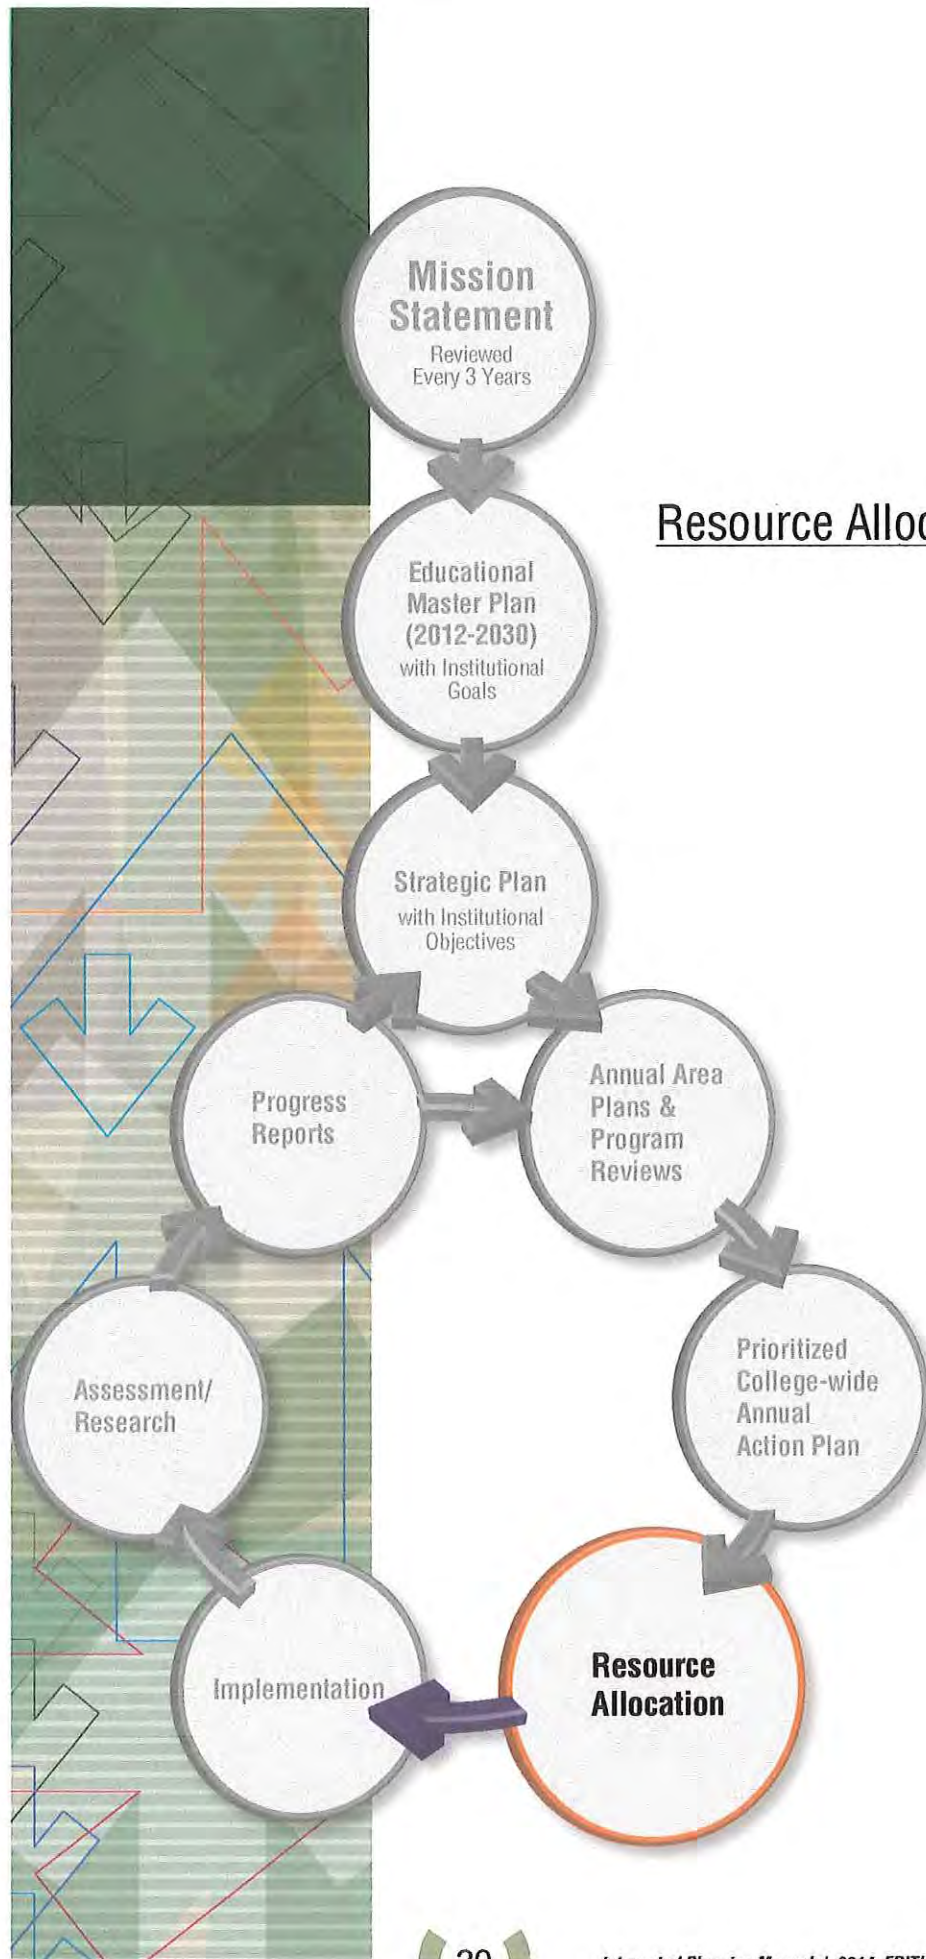 Mission
Statement
Reviewed
Every 3 Years
Resource Alloc
Educational
Master Plan
(2012-2030)
with Institutional
Goals
Strategic Plan
with Institutional
Objectives
Progress
Reports
Annual Area
Plans &
Program
Reviews
Assessment/
Research
Prioritized
College-wide
Annual
Action Plan
Implementation
Resource
Allocation